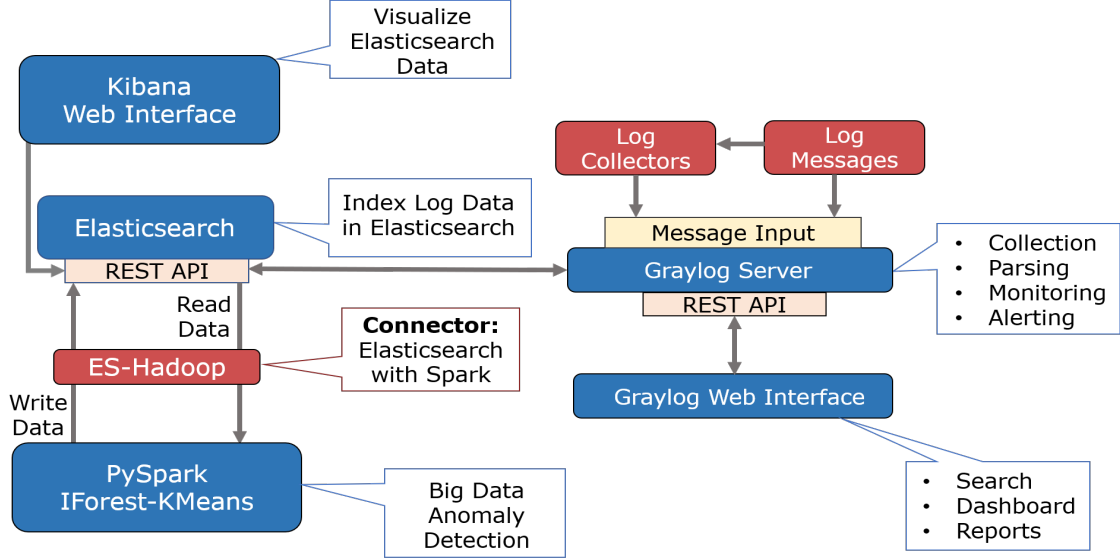 Visualize
Elasticsearch
Data
Kibana
Web Interface
Log
Collectors
Log
Messages
Elasticsearch
REST API
Index Log Data
in Elasticsearch
Message Input
Graylog Server
REST API
• Collection
• Parsing
• Monitoring
• Alerting
Read
Data
Connector:
Elasticsearch
with Spark
ES-Hadoop
Write
Data
Graylog Web Interface
PySpark
IForest-KMeans
Big Data
Anomaly
Detection
• Search
• Dashboard
• Reports